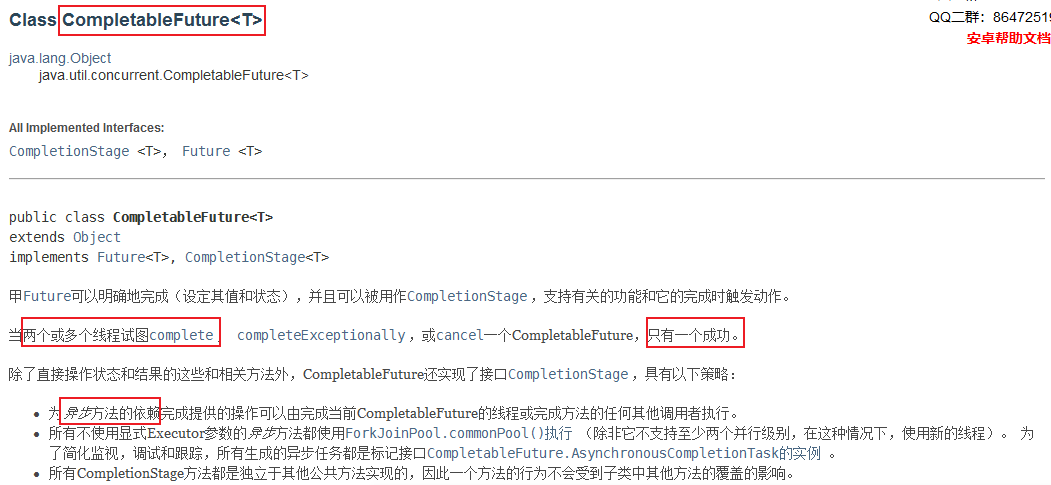 Class CompletableFuture<T>
QQ二群：86472519
安卓帮助文档
java.lang.Object
java.util.concurrent.CompletableFuture<T>
All Implemented Interfaces:
CompletionStage <T>， Future <T>
public class CompletableFuture<T>
extends Object
implements Future<T>, CompletionStage<T>
甲Future可以明确地完成（设定其值和状态），并且可以被用作CompletionStage ，支持有关的功能和它的完成时触发动作。
当两个或多个线程试图complete ， completeExceptionally ，或cancel一个CompletableFuture，只有一个成功。
除了直接操作状态和结果的这些和相关方法外，CompletableFuture还实现了接口CompletionStage ，具有以下策略：
• 为 异步方法的依赖完成提供的操作可以由完成当前CompletableFuture的线程或完成方法的任何其他调用者执行。
• 所有不使用显式Executor参数的异步方法都使用ForkJoinPool.commonPool()执行 （除非它不支持至少两个并行级别，在这种情况下，使用新的线程）。 为
了简化监视，调试和跟踪，所有生成的异步任务都是标记接口CompletableFuture.AsynchronousCompletionTask的实例 。
• 所有CompletionStage方法都是独立于其他公共方法实现的，因此一个方法的行为不会受到子类中其他方法的覆盖的影响。